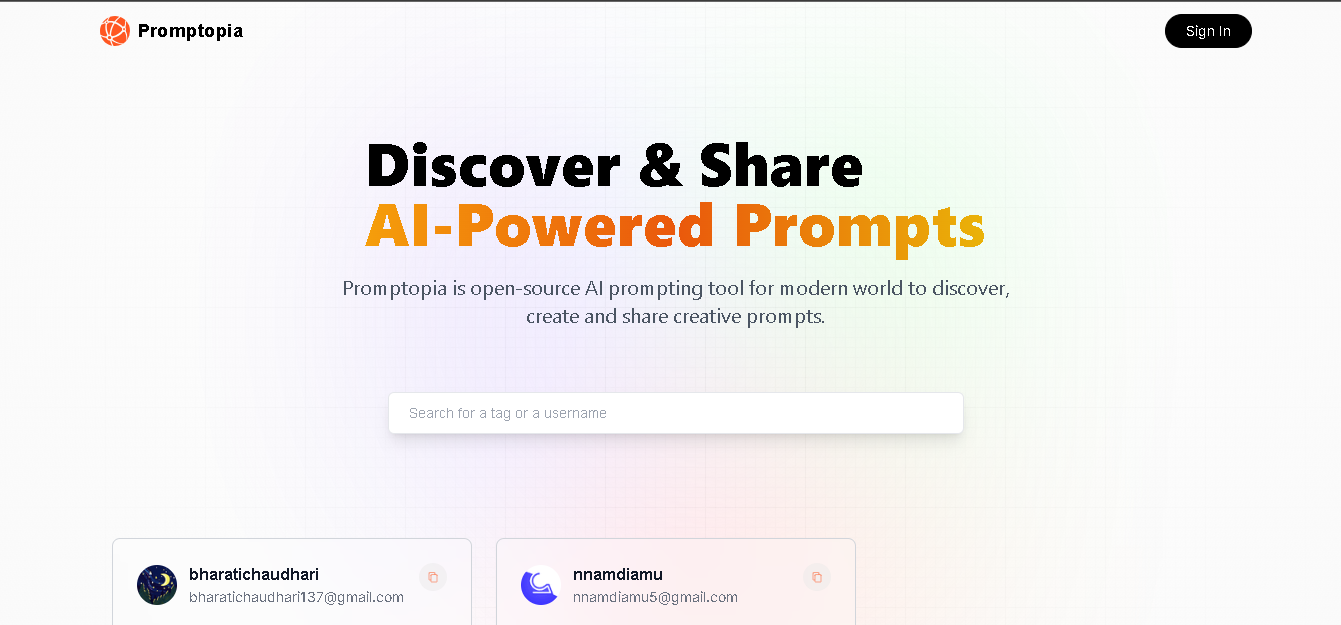 Promptopia
Sign In
Discover & Share
AI-Powered Prompts
Promptopia is open-source AI prompting tool for modern world to discover,
create and share creative prompts.
Search for a tag or a username
bharatichaudhari
bharatichaudhari137@gmail.com
nnamdiamu
nnamdiamu5@gmail.com